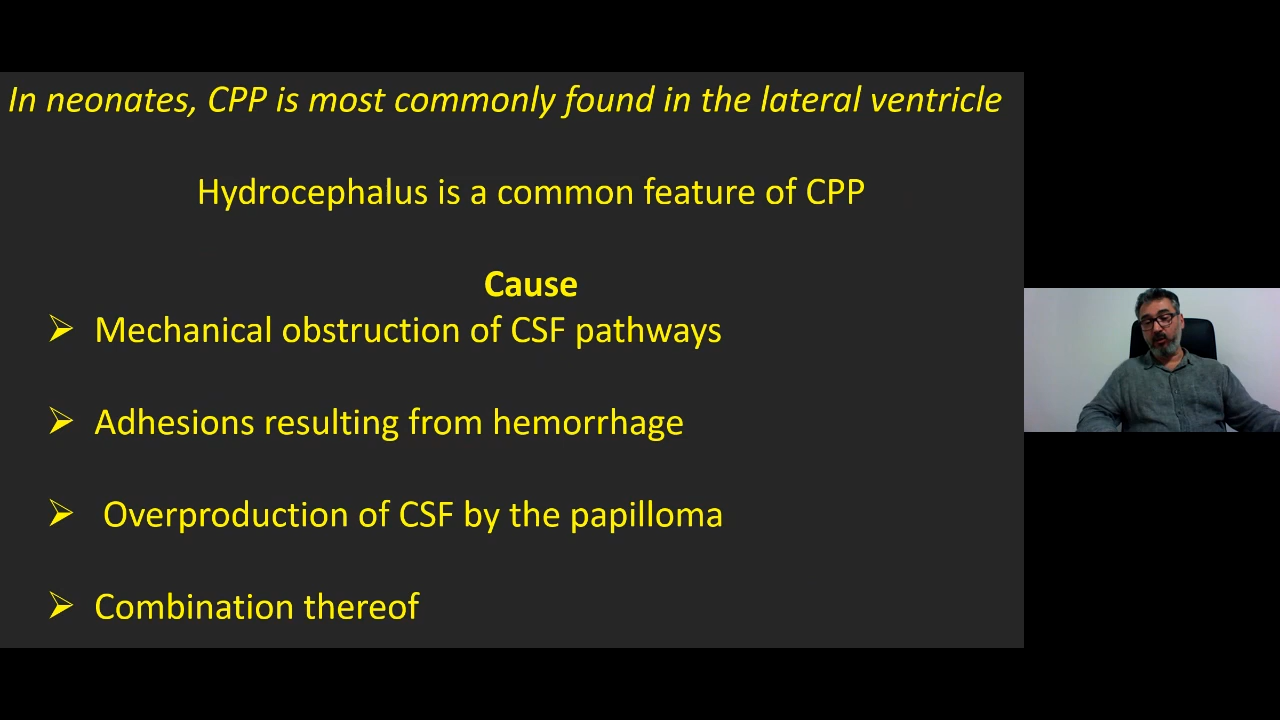 In neonates, CPP is most commonly found in the lateral ventricle
Hydrocephalus is a common feature of CPP
Cause
➢ Mechanical obstruction of CSF pathways
➢ Adhesions resulting from hemorrhage
➢ Overproduction of CSF by the papilloma
➢ Combination thereof